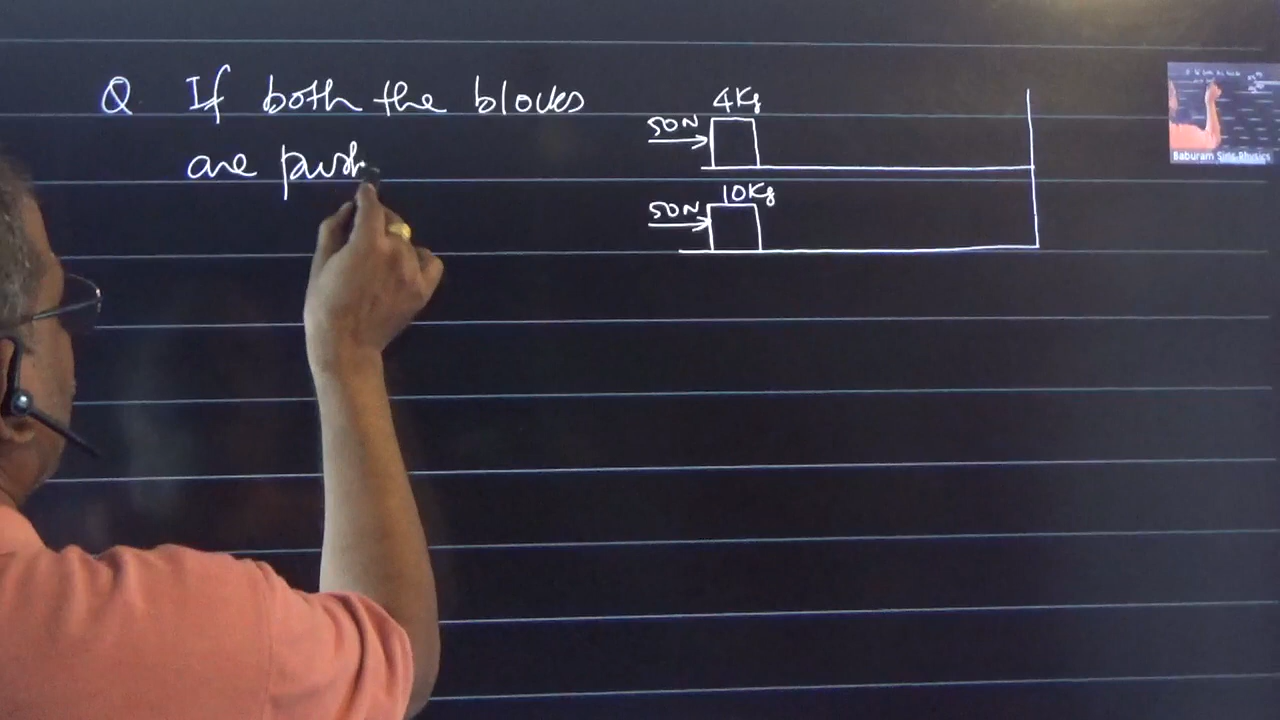 Q If both the blocks
are push
4Kg
50N
10Kg
50N
Baburam Sir's Physics